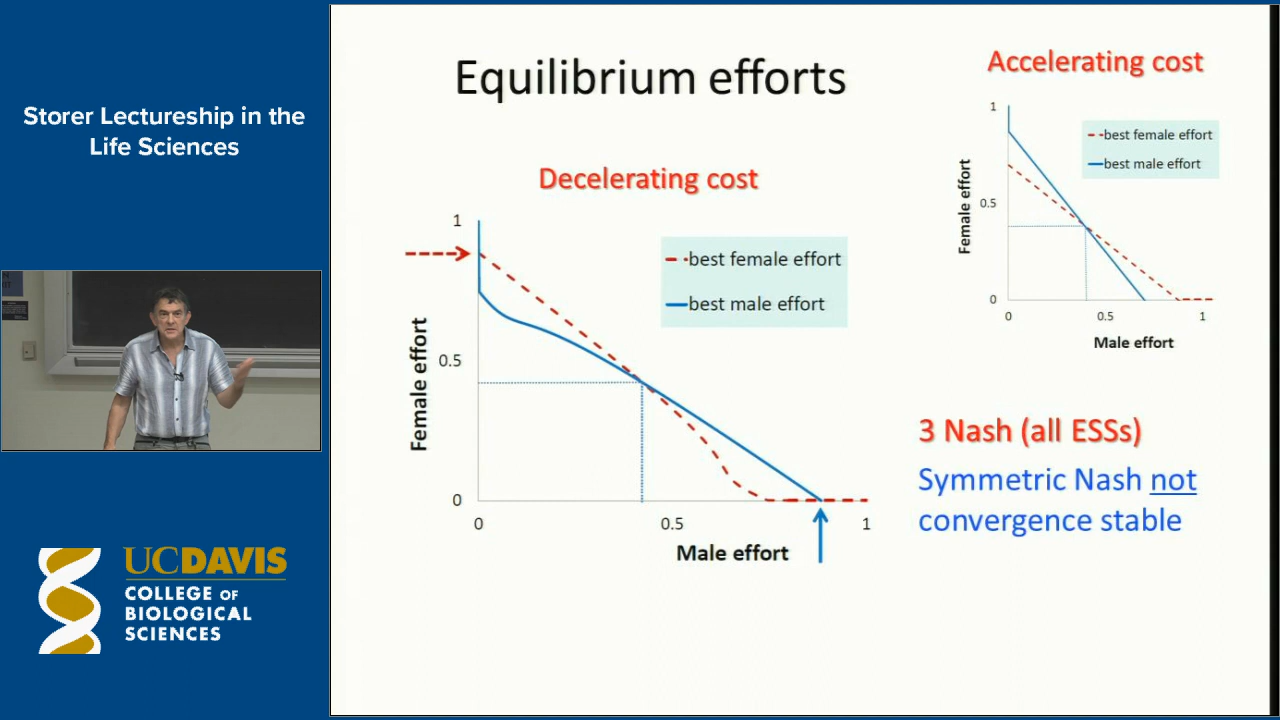 Storer Lectureship in the
Life Sciences
UCDAVIS
COLLEGE OF
BIOLOGICAL
SCIENCES
Equilibrium efforts
Decelerating cost
1
0.5
0
0
0.5
1
Female effort
Male effort
best female effort
best male effort
Accelerating cost
1
0.5
0
0
0.5
1
Female effort
Male effort
best female effort
best male effort
3 Nash (all ESSs)
Symmetric Nash not
convergence stable